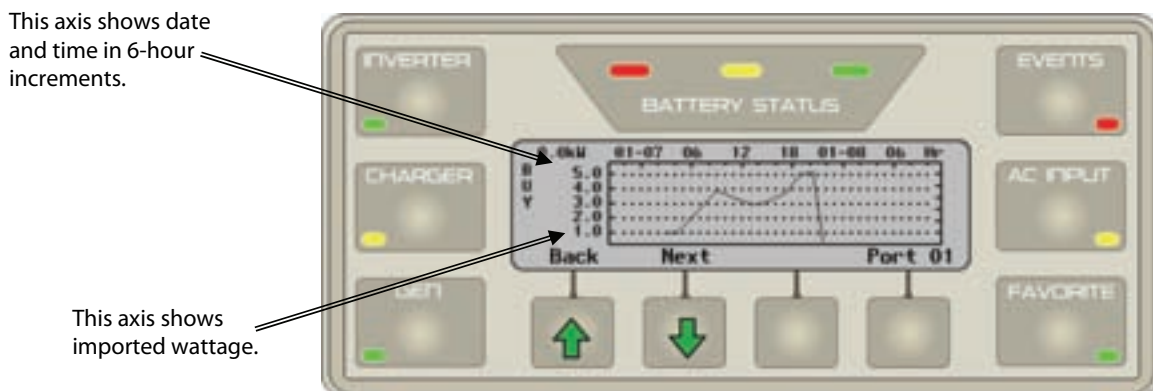 This axis shows date
and time in 6-hour
increments.
INVERTER
EVENTS
BATTERY STATUS
0.0kW 01-07 06 12 18 01-08 06 Hr
B 5.0
U 4.0
Y 3.0
2.0
1.0
CHARGER
AC INPUT
Back Next Port 01
GEN
FAVORITE
This axis shows
imported wattage.